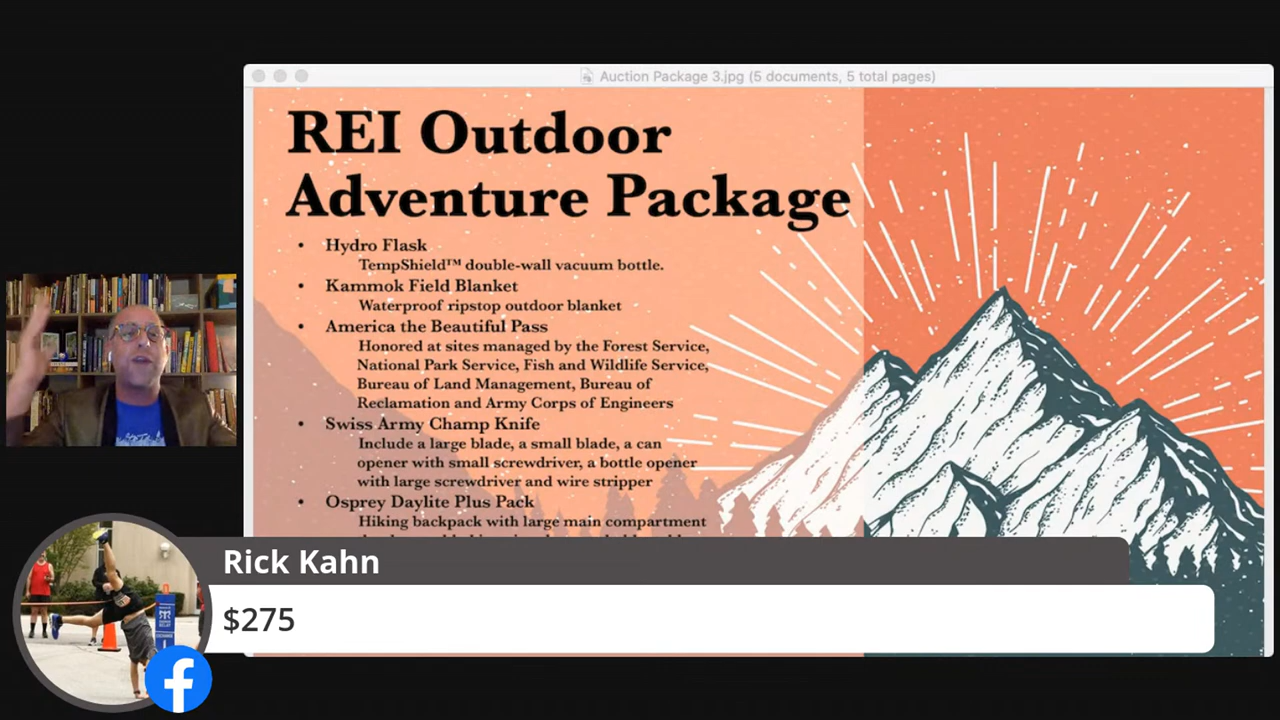 Auction Package 3.jpg (5 documents, 5 total pages)
REI Outdoor
Adventure Package
• Hydro Flask
TempShield™ double-wall vacuum bottle.
• Kammok Field Blanket
Waterproof ripstop outdoor blanket
• America the Beautiful Pass
Honored at sites managed by the Forest Service,
National Park Service, Fish and Wildlife Service,
Bureau of Land Management, Bureau of
Reclamation and Army Corps of Engineers
• Swiss Army Champ Knife
Include a large blade, a small blade, a can
opener with small screwdriver, a bottle opener
with large screwdriver and wire stripper
• Osprey Daylite Plus Pack
Hiking backpack with large main compartment
Rick Kahn
$275